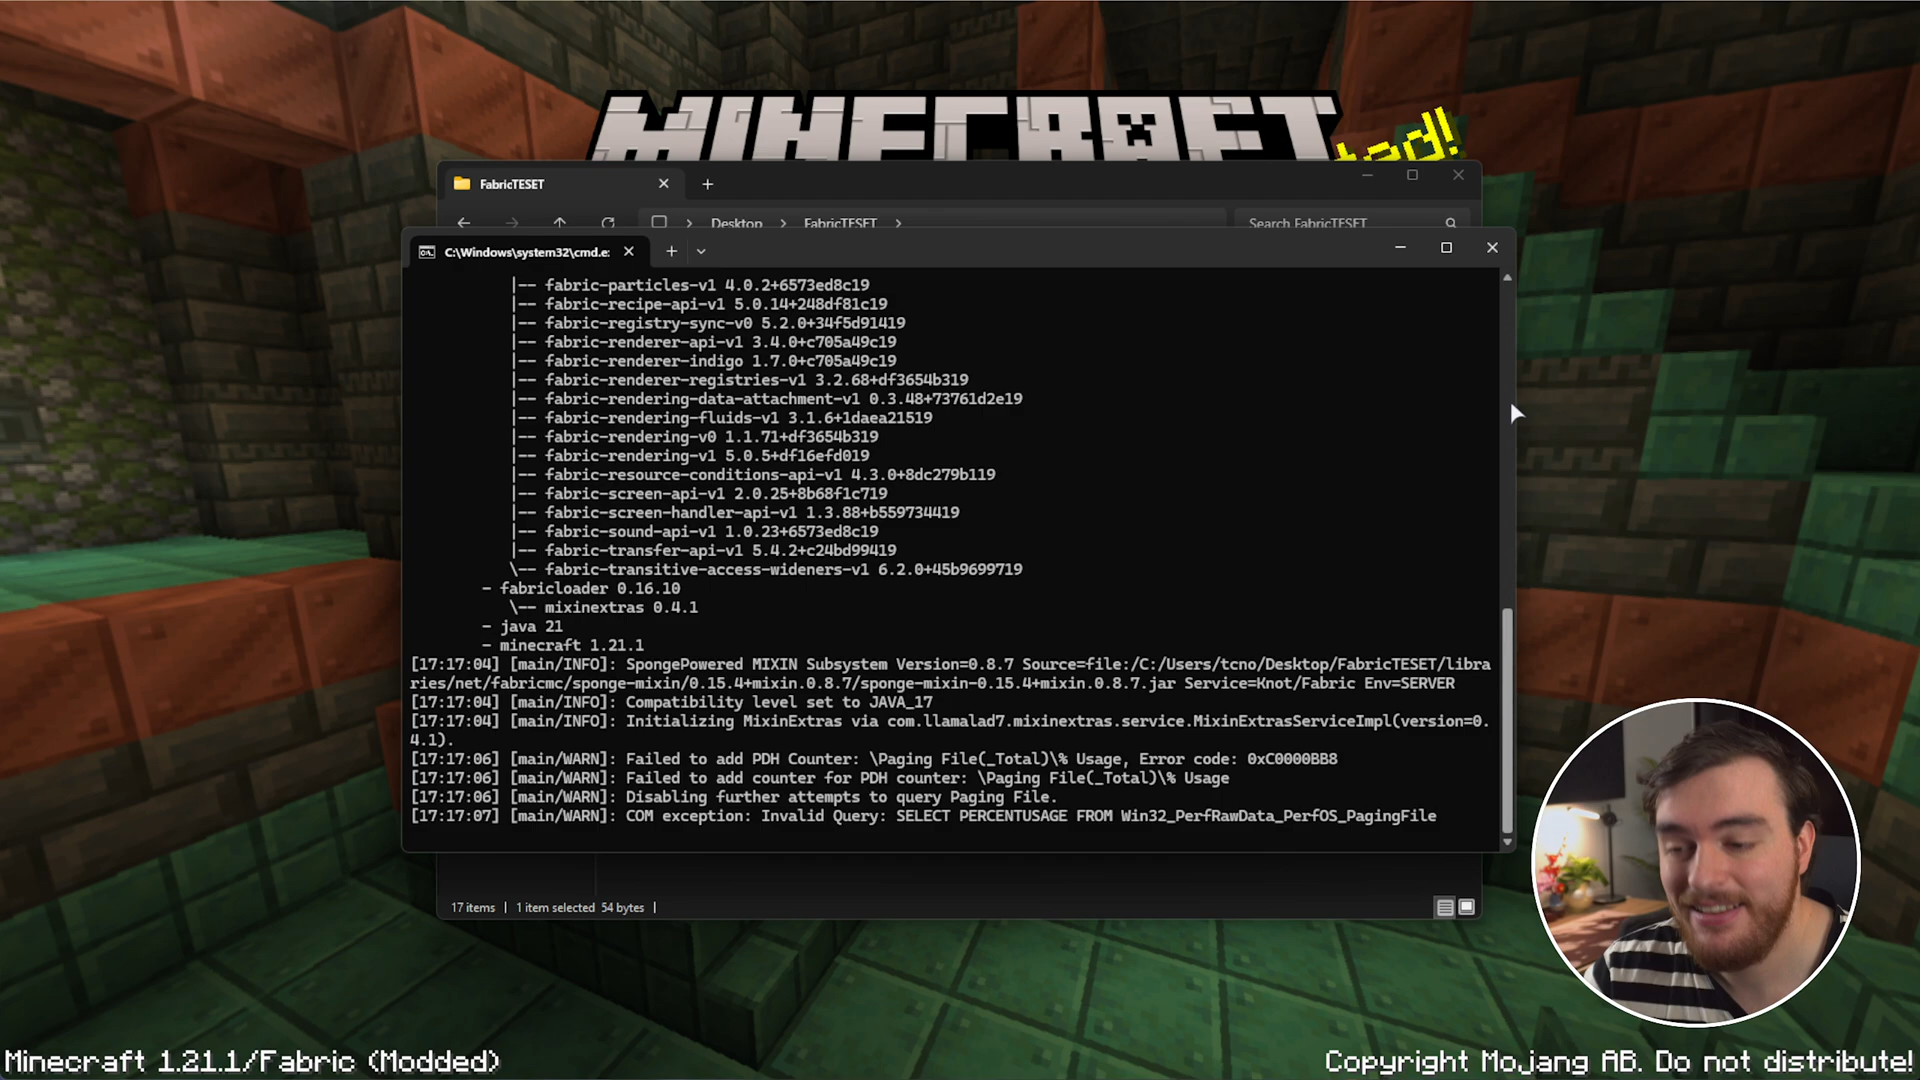 MINECRAFT
ted!
FabricTESET
Desktop > FabricTESET >
Search FabricTESET
C:\Windows\system32\cmd.e:
|-- fabric-particles-v1 4.0.2+6573ed8c19
|-- fabric-recipe-api-v1 5.0.14+248df81c19
|-- fabric-registry-sync-v0 5.2.0+34f5d91419
|-- fabric-renderer-api-v1 3.4.0+c705a49c19
|-- fabric-renderer-indigo 1.7.0+c705a49c19
|-- fabric-renderer-registries-v1 3.2.68+df3654b319
|-- fabric-rendering-data-attachment-v1 0.3.48+73761d2e19
|-- fabric-rendering-fluids-v1 3.1.6+1daea21519
|-- fabric-rendering-v0 1.1.71+df3654b319
|-- fabric-rendering-v1 5.0.5+df16efd019
|-- fabric-resource-conditions-api-v1 4.3.0+8dc279b119
|-- fabric-screen-api-v1 2.0.25+8b68f1c719
|-- fabric-screen-handler-api-v1 1.3.88+b559734419
|-- fabric-sound-api-v1 1.0.23+6573ed8c19
|-- fabric-transfer-api-v1 5.4.2+c24bd99419
\-- fabric-transitive-access-wideners-v1 6.2.0+45b9699719
- fabricloader 0.16.10
\-- mixinextras 0.4.1
- java 21
- minecraft 1.21.1
[17:17:04] [main/INFO]: SpongePowered MIXIN Subsystem Version=0.8.7 Source=file:/C:/Users/tcno/Desktop/FabricTESET/libra
ries/net/fabricmc/sponge-mixin/0.15.4+mixin.0.8.7/sponge-mixin-0.15.4+mixin.0.8.7.jar Service=Knot/Fabric Env=SERVER
[17:17:04] [main/INFO]: Compatibility level set to JAVA_17
[17:17:04] [main/INFO]: Initializing MixinExtras via com.llamalad7.mixinextras.service.MixinExtrasServiceImpl(version=0.
4.1).
[17:17:06] [main/WARN]: Failed to add PDH Counter: \Paging File(_Total)\% Usage, Error code: 0xC0000BB8
[17:17:06] [main/WARN]: Failed to add counter for PDH counter: \Paging File(_Total)\% Usage
[17:17:06] [main/WARN]: Disabling further attempts to query Paging File.
[17:17:07] [main/WARN]: COM exception: Invalid Query: SELECT PERCENTUSAGE FROM Win32_PerfRawData_PerfOS_PagingFile
17 items | 1 item selected 54 bytes |
Minecraft 1.21.1/Fabric (Modded)
Copyright Mojang AB. Do not distribute!